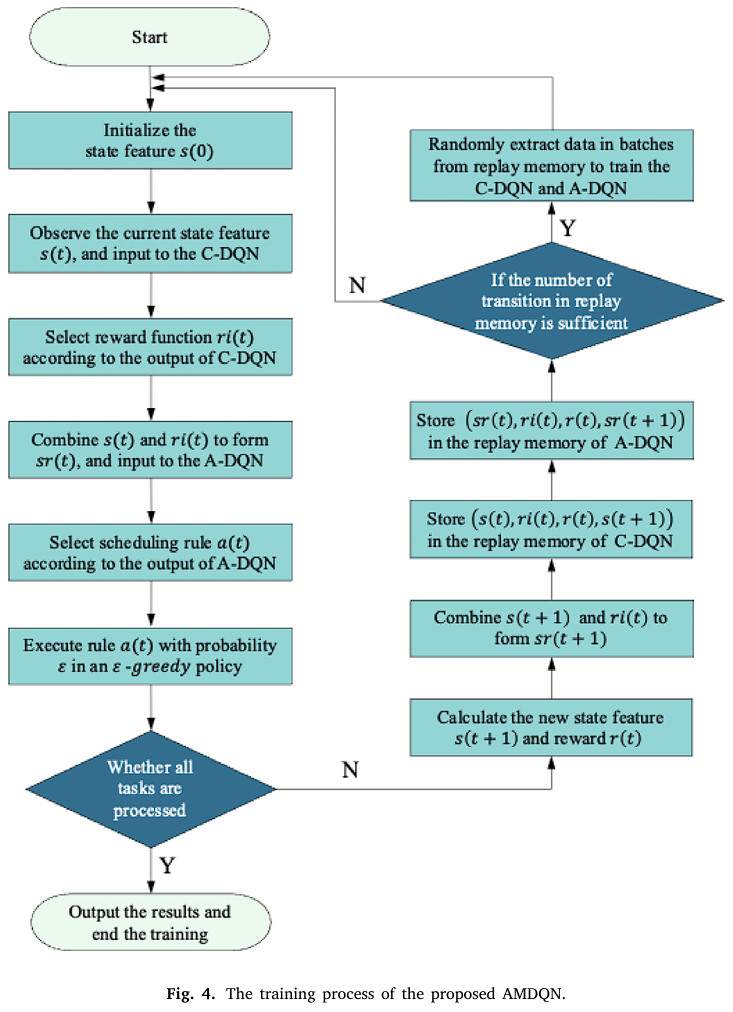 Start
Initialize the
state feature s(0)
Observe the current state feature
s(t), and input to the C-DQN
Select reward function ri(t)
according to the output of C-DQN
Combine s(t) and ri(t) to form
sr(t), and input to the A-DQN
Select scheduling rule a(t)
according to the output of A-DQN
Execute rule a(t) with probability
ε in an ε -greedy policy
Whether all
tasks are
processed
N
Y
Output the results and
end the training
Calculate the new state feature
s(t + 1) and reward r(t)
Combine s(t + 1) and ri(t) to
form sr(t + 1)
Store (s(t), ri(t), r(t), s(t + 1))
in the replay memory of C-DQN
Store (sr(t), ri(t), r(t), sr(t + 1))
in the replay memory of A-DQN
If the number of
transition in replay
memory is sufficient
N
Y
Randomly extract data in batches
from replay memory to train the
C-DQN and A-DQN
Fig. 4. The training process of the proposed AMDQN.